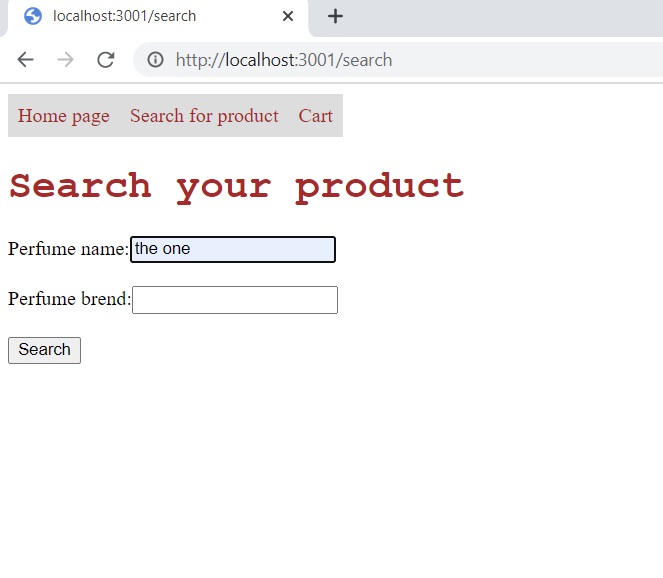 localhost:3001/search
http://localhost:3001/search
Home page Search for product Cart
Search your product
Perfume name: the one
Perfume brend:
Search